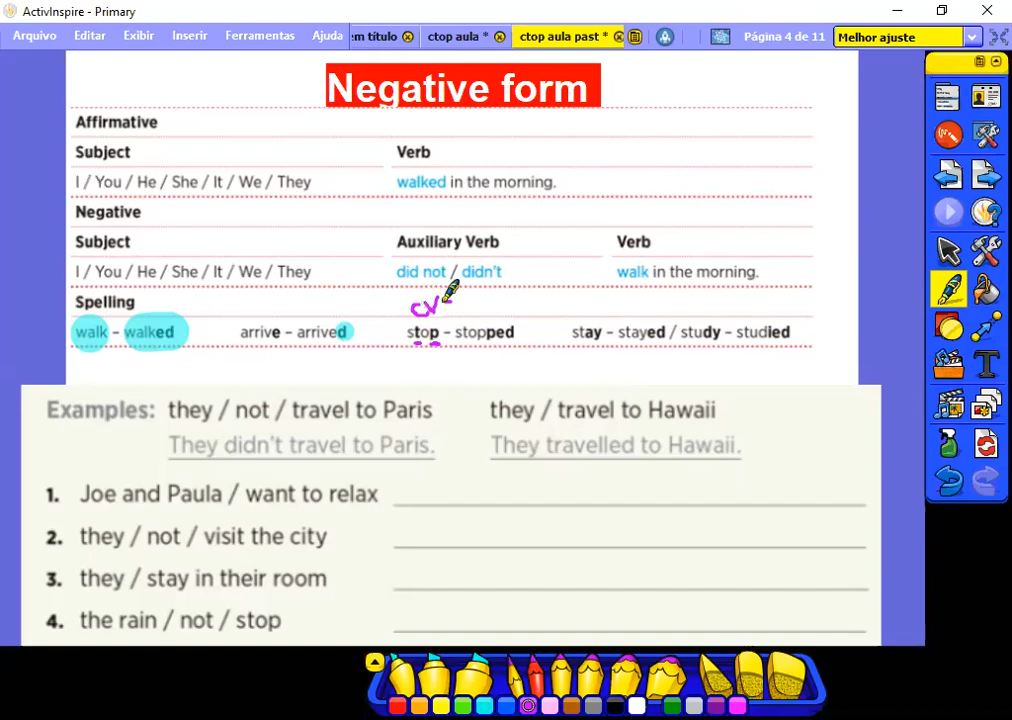 ActivInspire - Primary
Arquivo Editar Exibir Inserir Ferramentas Ajuda em título ctop aula * ctop aula past * Página 4 de 11 Melhor ajuste
Negative form
Affirmative
Subject Verb
I / You / He / She / It / We / They walked in the morning.
Negative
Subject Auxiliary Verb Verb
I / You / He / She / It / We / They did not / didn't walk in the morning.
Spelling
cv
walk – walked arrive – arrived stop – stopped stay – stayed / study – studied
Examples: they / not / travel to Paris they / travel to Hawaii
They didn't travel to Paris. They travelled to Hawaii.
1. Joe and Paula / want to relax
2. they / not / visit the city
3. they / stay in their room
4. the rain / not / stop